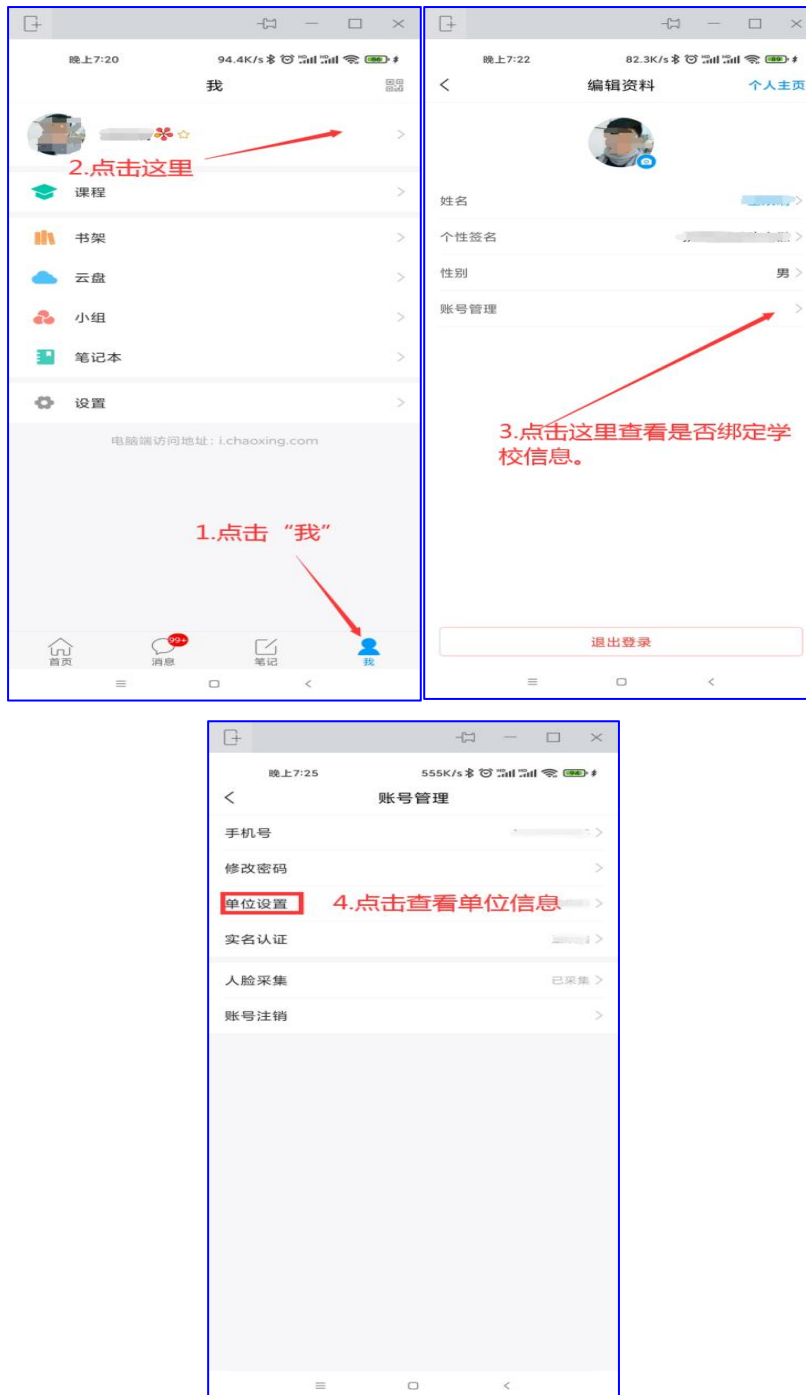 晚上7:20 94.4K/s
我
2.点击这里
课程
书架
云盘
小组
笔记本
设置
电脑端访问地址：i.chaoxing.com
1.点击“我”
99+
首页 消息 笔记 我
晚上7:22 82.3K/s 89
编辑资料 个人主页
姓名
个性签名
性别 男
账号管理
3.点击这里查看是否绑定学
校信息。
退出登录
晚上7:25 555K/s
账号管理
手机号
修改密码
单位设置 4.点击查看单位信息
实名认证
人脸采集 已采集
账号注销